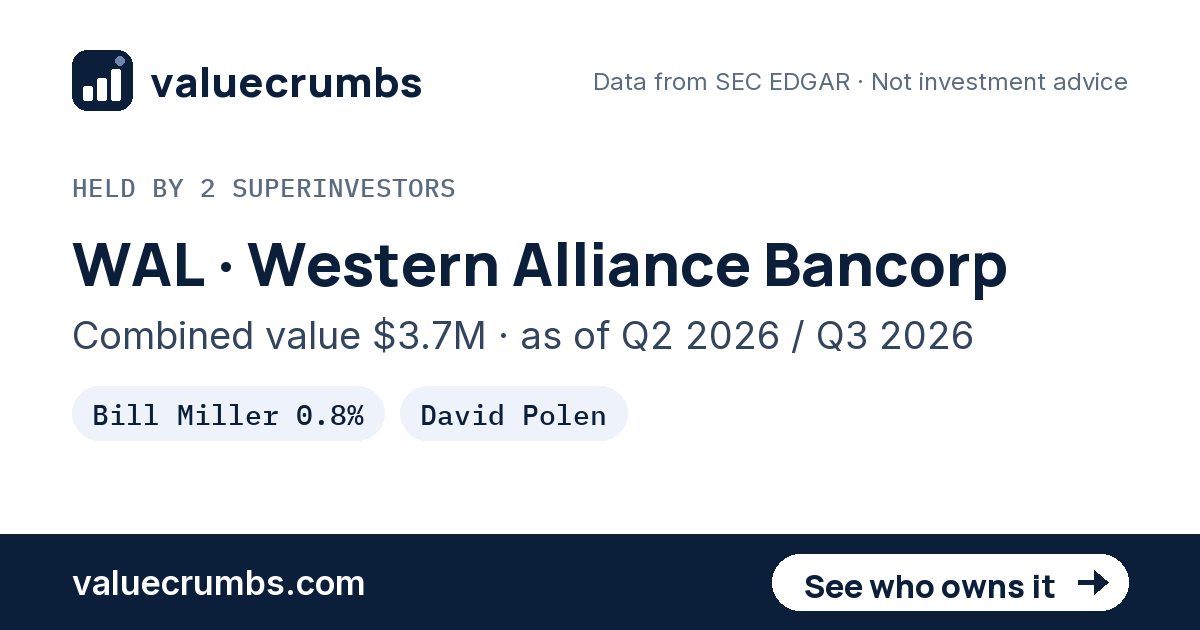 valuecrumbs
Data from SEC EDGAR · Not investment advice
HELD BY 2 SUPERINVESTORS
WAL · Western Alliance Bancorp
Combined value $3.7M · as of Q2 2026 / Q3 2026
Bill Miller 0.8%
David Polen
valuecrumbs.com
See who owns it →